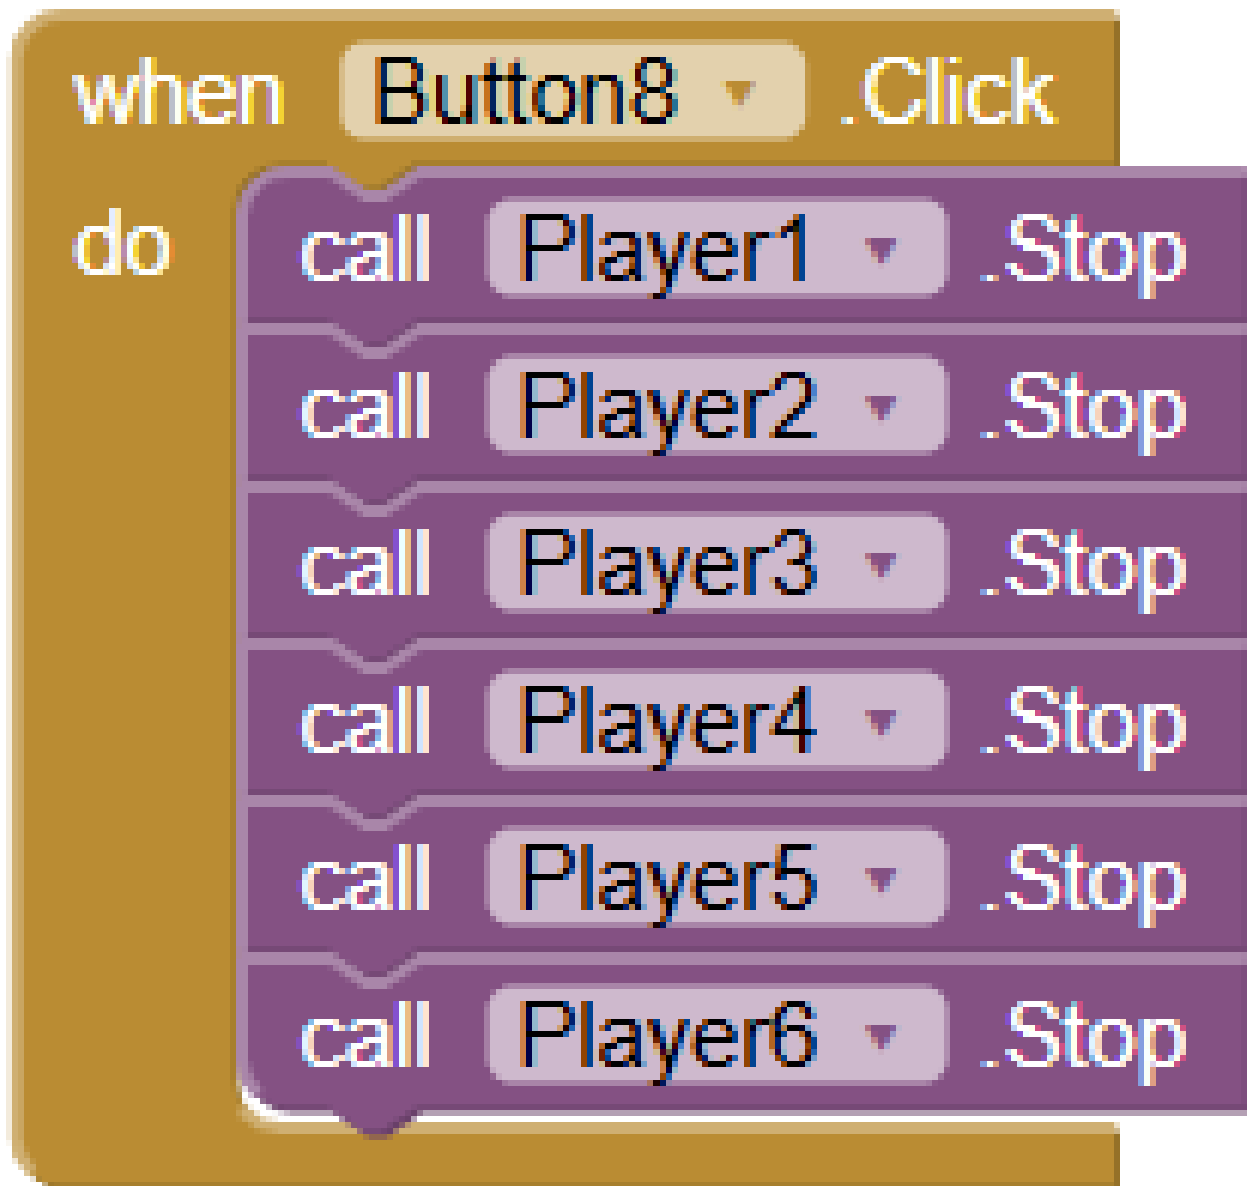 when Button8 .Click
do call Player1 .Stop
call Player2 .Stop
call Player3 .Stop
call Player4 .Stop
call Player5 .Stop
call Player6 .Stop